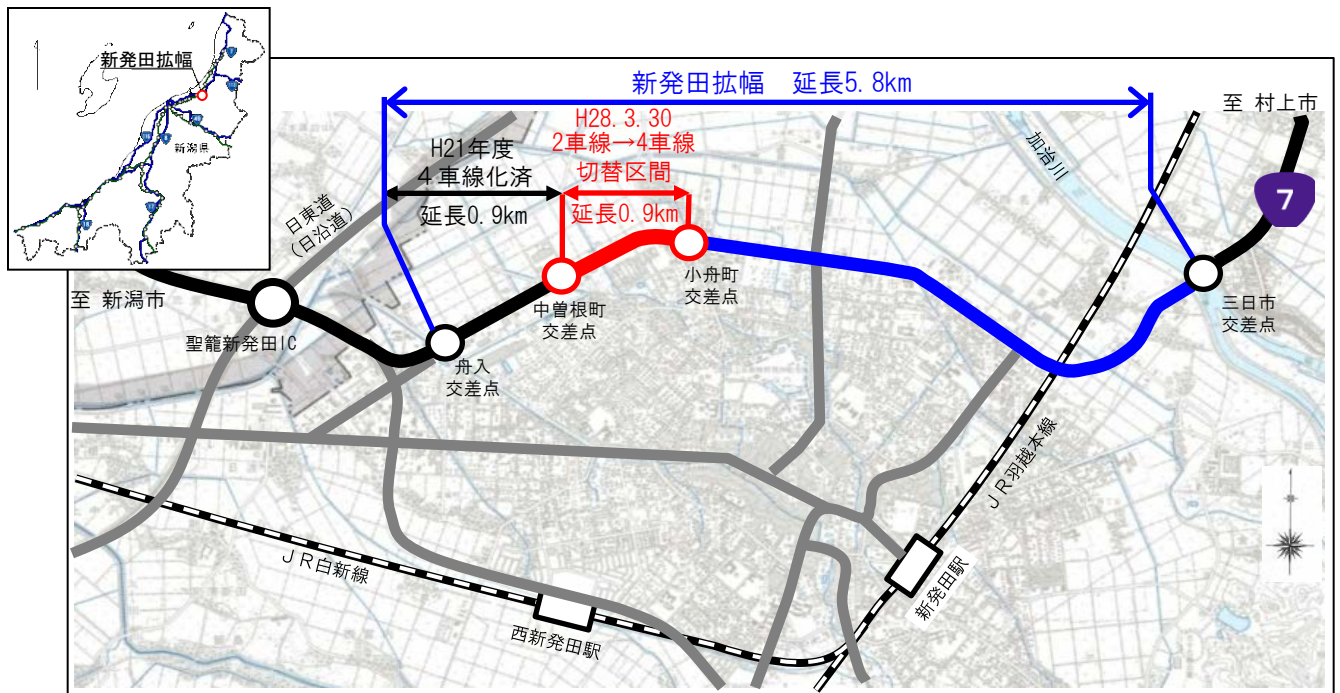 新発田拡幅
新潟県
新発田拡幅　延長5.8km
至 村上市
H28.3.30
2車線→4車線
切替区間
延長0.9km
H21年度
４車線化済
延長0.9km
加治川
7
日東道
(日沿道)
至 新潟市
聖籠新発田IC
舟入
交差点
中曽根町
交差点
小舟町
交差点
三日市
交差点
ＪＲ羽越本線
ＪＲ白新線
西新発田駅
新発田駅